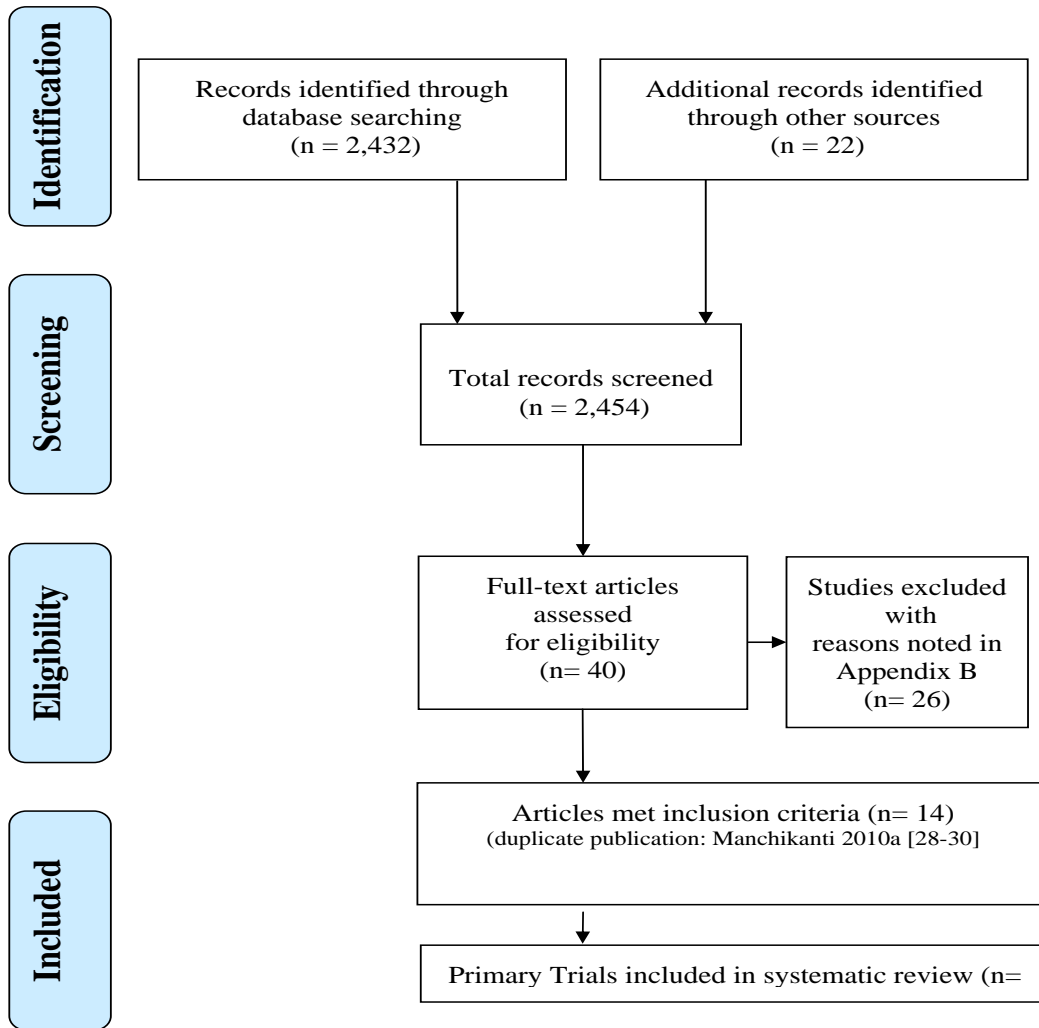 Identification
Records identified through
database searching
(n = 2,432)
Additional records identified
through other sources
(n = 22)
Screening
Total records screened
(n = 2,454)
Eligibility
Full-text articles
assessed
for eligibility
(n= 40)
Studies excluded
with
reasons noted in
Appendix B
(n= 26)
Included
Articles met inclusion criteria (n= 14)
(duplicate publication: Manchikanti 2010a [28-30]
Primary Trials included in systematic review (n=